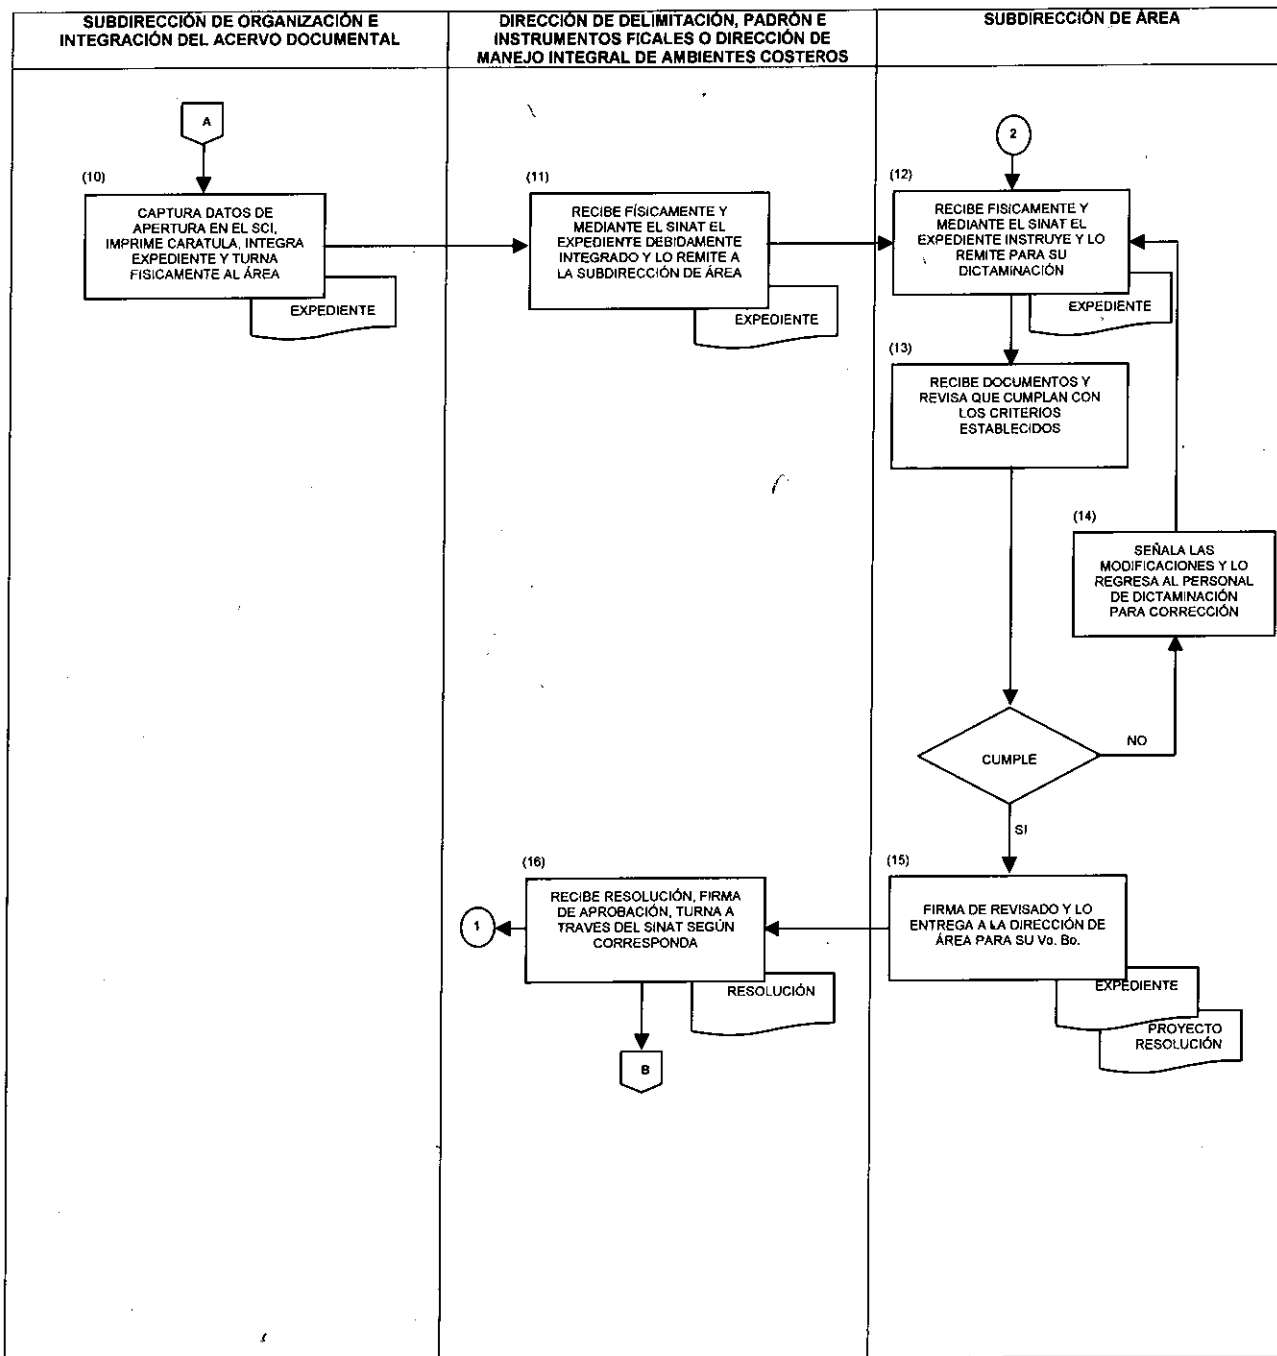 SUBDIRECCIÓN DE ORGANIZACIÓN E
INTEGRACIÓN DEL ACERVO DOCUMENTAL
DIRECCIÓN DE DELIMITACIÓN, PADRÓN E
INSTRUMENTOS FICALES O DIRECCIÓN DE
MANEJO INTEGRAL DE AMBIENTES COSTEROS
SUBDIRECCIÓN DE ÁREA
A
2
(10)
CAPTURA DATOS DE
APERTURA EN EL SCI,
IMPRIME CARATULA, INTEGRA
EXPEDIENTE Y TURNA
FISICAMENTE AL ÁREA
EXPEDIENTE
(11)
RECIBE FÍSICAMENTE Y
MEDIANTE EL SINAT EL
EXPEDIENTE DEBIDAMENTE
INTEGRADO Y LO REMITE A
LA SUBDIRECCIÓN DE ÁREA
EXPEDIENTE
(12)
RECIBE FISICAMENTE Y
MEDIANTE EL SINAT EL
EXPEDIENTE INSTRUYE Y LO
REMITE PARA SU
DICTAMINACIÓN
EXPEDIENTE
(13)
RECIBE DOCUMENTOS Y
REVISA QUE CUMPLAN CON
LOS CRITERIOS
ESTABLECIDOS
(14)
SEÑALA LAS
MODIFICACIONES Y LO
REGRESA AL PERSONAL
DE DICTAMINACIÓN
PARA CORRECCIÓN
CUMPLE
NO
SI
(15)
FIRMA DE REVISADO Y LO
ENTREGA A LA DIRECCIÓN DE
ÁREA PARA SU Vo. Bo.
EXPEDIENTE
PROYECTO
RESOLUCIÓN
(16)
RECIBE RESOLUCIÓN, FIRMA
DE APROBACIÓN, TURNA A
TRAVES DEL SINAT SEGÚN
CORRESPONDA
RESOLUCIÓN
1
B